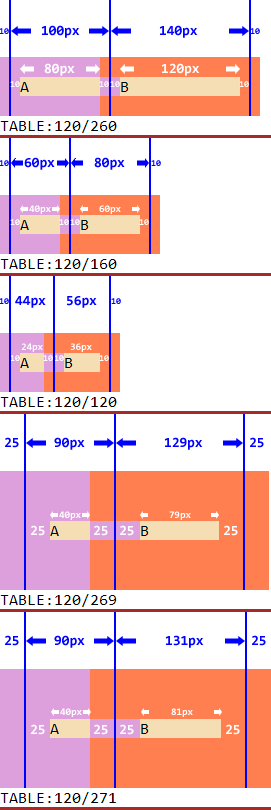 10 100px 140px 10
80px 120px
10 A 10 10 B 10
TABLE:120/260
10 60px 80px 10
40px 60px
10 A 10 10 B 10
TABLE:120/160
10 44px 56px 10
24px 36px
10 A 10 10 B 10
TABLE:120/120
25 90px 129px 25
40px 79px
25 A 25 25 B 25
TABLE:120/269
25 90px 131px 25
40px 81px
25 A 25 25 B 25
TABLE:120/271